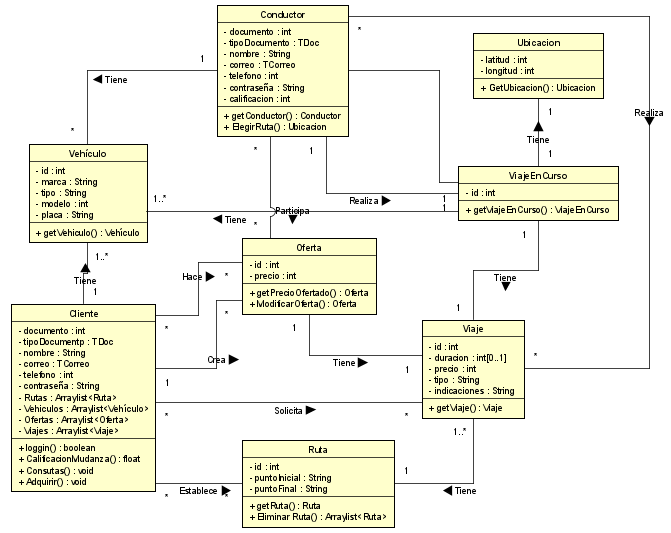 Conductor
- documento : int
- tipoDocumento : TDoc
- nombre : String
- correo : TCorreo
- telefono : int
- contraseña : String
- calificacion : int
+ getConductor() : Conductor
+ ElegirRuta() : Ubicacion
*
Ubicacion
- latitud : int
- longitud : int
+ GetUbicacion() : Ubicacion
1
Tiene
*
Realiza
1
Tiene
1
Vehículo
- id : int
- marca : String
- tipo : String
- modelo : int
- placa : String
+ getVehiculo() : Vehículo
*
1
ViajeEnCurso
- id : int
+ getViajeEnCurso() : ViajeEnCurso
1..*
Realiza
1
1
Tiene
Participa
*
1
1..*
Tiene
1
Oferta
- id : int
- precio : int
+ getPrecioOfertado() : Oferta
+ ModificarOferta() : Oferta
Hace
*
*
*
1
Tiene
1
Cliente
- documento : int
- tipoDocumentp : TDoc
- nombre : String
- correo : TCorreo
- telefono : int
- contraseña : String
- Rutas : Arraylist<Ruta>
- Vehiculos : Arraylist<Vehículo>
- Ofertas : Arraylist<Oferta>
- Viajes : Arraylist<Viaje>
+ loggin() : boolean
+ CalificacionMudanza() : float
+ Consutas() : void
+ Adquirir() : void
Crea
1
Tiene
1
Viaje
- id : int
- duracion : int[0..1]
- precio : int
- tipo : String
- indicaciones : String
+ getViaje() : Viaje
*
*
Solicita
*
1..*
Ruta
- id : int
- puntoInicial : String
- puntoFinal : String
+ getRuta() : Ruta
+ Eliminar Ruta() : Arraylist<Ruta>
1
Tiene
Establece
*
*